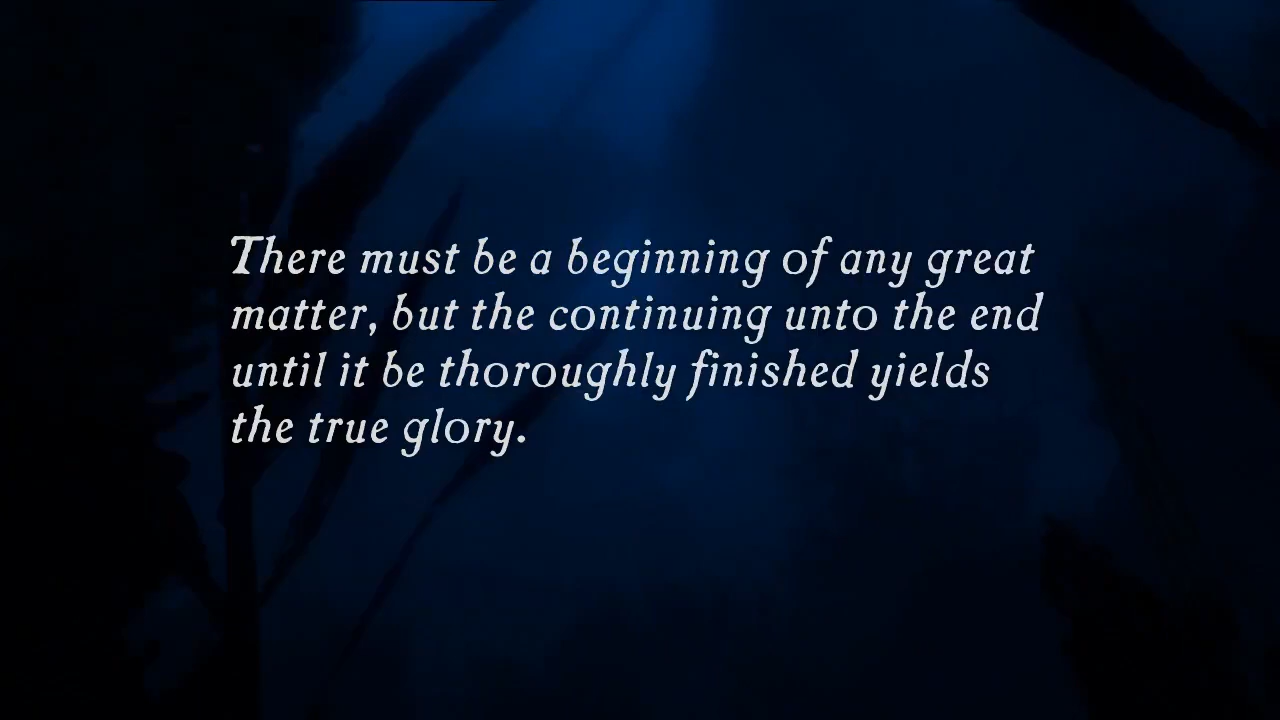 There must be a beginning of any great
matter, but the continuing unto the end
until it be thoroughly finished yields
the true glory.